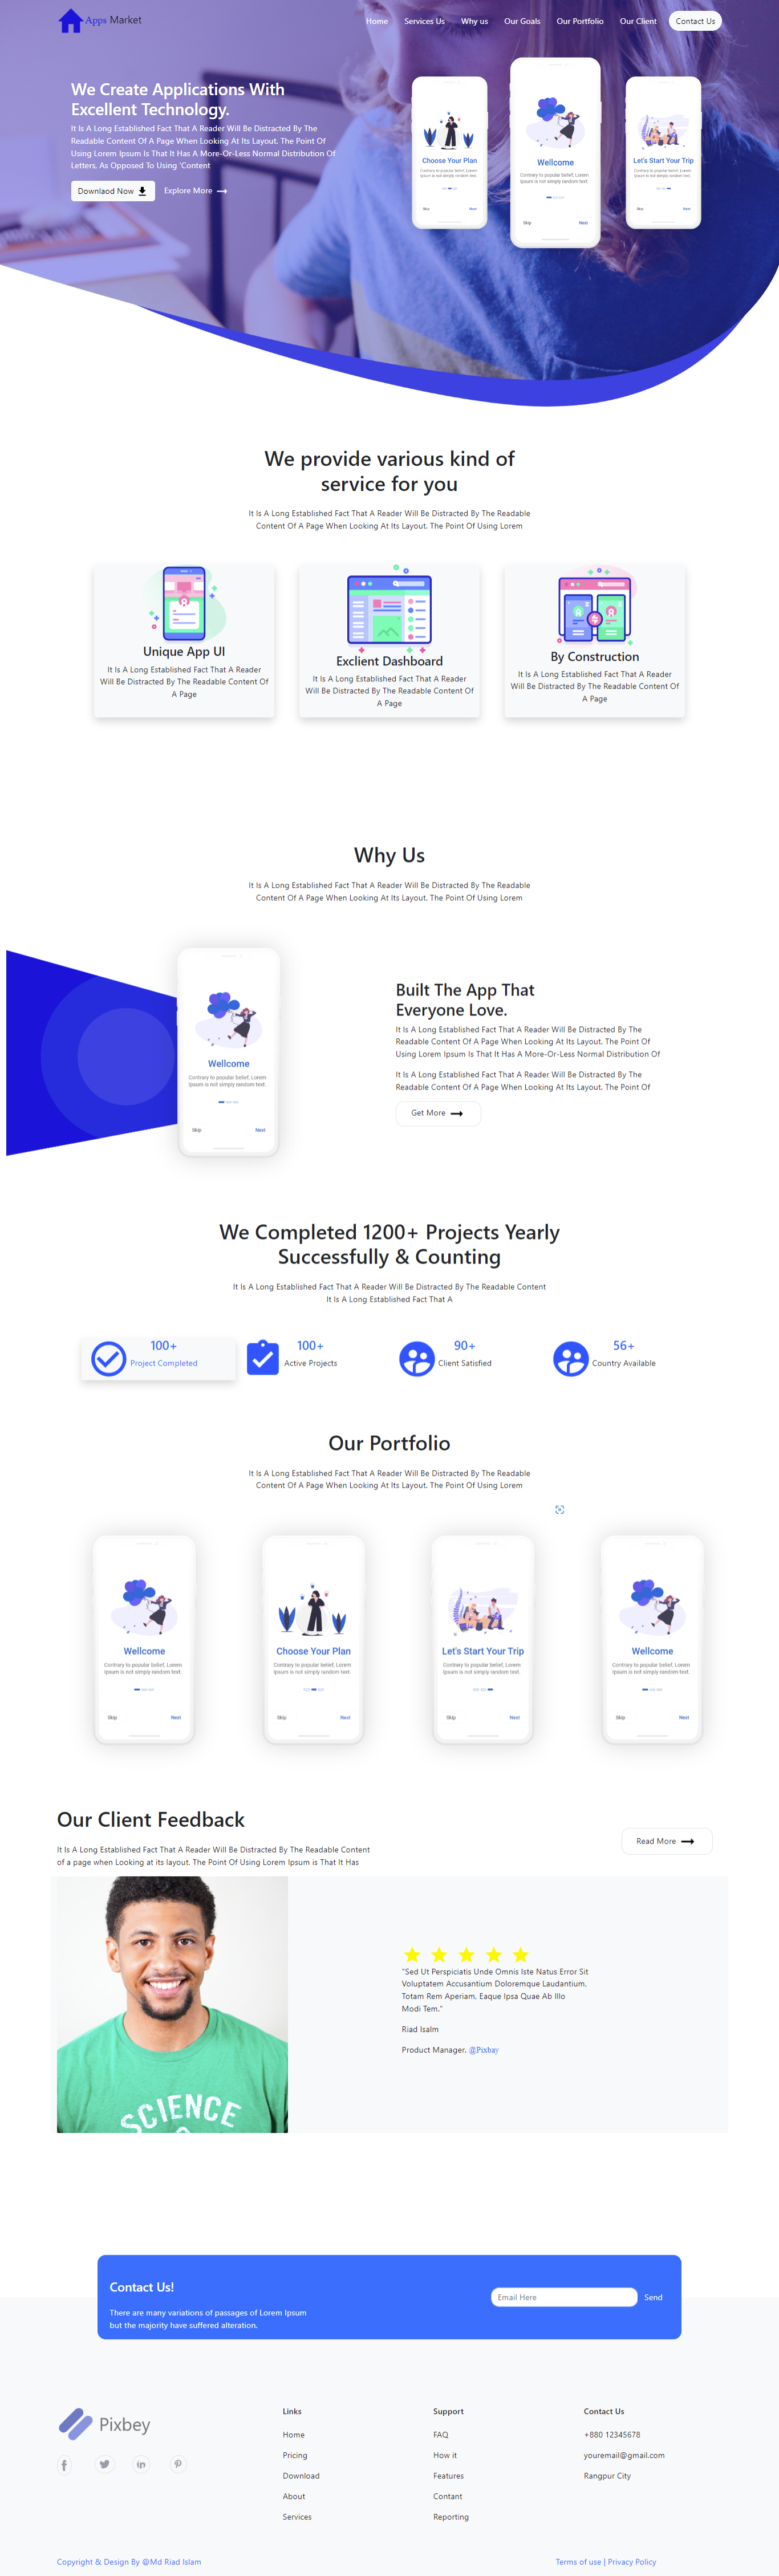 Apps Market
Home Services Us Why us Our Goals Our Portfolio Our Client Contact Us
We Create Applications With
Excellent Technology.
It Is A Long Established Fact That A Reader Will Be Distracted By The
Readable Content Of A Page When Looking At Its Layout. The Point Of
Using Lorem Ipsum Is That It Has A More-Or-Less Normal Distribution Of
Letters, As Opposed To Using 'Content
Downlaod Now
Explore More
Choose Your Plan
Contrary to popular belief, Lorem
Ipsum is not simply random text.
Skip Next
Wellcome
Contrary to popular belief, Lorem
Ipsum is not simply random text.
Skip Next
Let's Start Your Trip
Contrary to popular belief, Lorem
Ipsum is not simply random text.
Skip Next
We provide various kind of
service for you
It Is A Long Established Fact That A Reader Will Be Distracted By The Readable
Content Of A Page When Looking At Its Layout. The Point Of Using Lorem
Unique App UI
It Is A Long Established Fact That A Reader
Will Be Distracted By The Readable Content Of
A Page
Exclient Dashboard
It Is A Long Established Fact That A Reader
Will Be Distracted By The Readable Content Of
A Page
By Construction
It Is A Long Established Fact That A Reader
Will Be Distracted By The Readable Content Of
A Page
Why Us
It Is A Long Established Fact That A Reader Will Be Distracted By The Readable
Content Of A Page When Looking At Its Layout. The Point Of Using Lorem
Wellcome
Contrary to popular belief, Lorem
Ipsum is not simply random text.
Skip Next
Built The App That
Everyone Love.
It Is A Long Established Fact That A Reader Will Be Distracted By The
Readable Content Of A Page When Looking At Its Layout. The Point Of
Using Lorem Ipsum Is That It Has A More-Or-Less Normal Distribution Of
It Is A Long Established Fact That A Reader Will Be Distracted By The
Readable Content Of A Page When Looking At Its Layout. The Point Of
Get More
We Completed 1200+ Projects Yearly
Successfully & Counting
It Is A Long Established Fact That A Reader Will Be Distracted By The Readable Content
It Is A Long Established Fact That A
100+
Project Completed
100+
Active Projects
90+
Client Satisfied
56+
Country Available
Our Portfolio
It Is A Long Established Fact That A Reader Will Be Distracted By The Readable
Content Of A Page When Looking At Its Layout. The Point Of Using Lorem
Wellcome
Contrary to popular belief, Lorem
Ipsum is not simply random text.
Skip Next
Choose Your Plan
Contrary to popular belief, Lorem
Ipsum is not simply random text.
Skip Next
Let's Start Your Trip
Contrary to popular belief, Lorem
Ipsum is not simply random text.
Skip Next
Wellcome
Contrary to popular belief, Lorem
Ipsum is not simply random text.
Skip Next
Our Client Feedback
It Is A Long Established Fact That A Reader Will Be Distracted By The Readable Content
of a page when Looking at its layout. The Point Of Using Lorem Ipsum is That It Has
Read More
SCIENCE
"Sed Ut Perspiciatis Unde Omnis Iste Natus Error Sit
Voluptatem Accusantium Doloremque Laudantium,
Totam Rem Aperiam, Eaque Ipsa Quae Ab Illo
Modi Tem."
Riad Isalm
Product Manager. @Pixbay
Contact Us!
There are many variations of passages of Lorem Ipsum
but the majority have suffered alteration.
Email Here
Send
Pixbey
Links
Home
Pricing
Download
About
Services
Support
FAQ
How it
Features
Contant
Reporting
Contact Us
+880 12345678
youremail@gmail.com
Rangpur City
Copyright & Design By @Md Riad Islam
Terms of use | Privacy Policy